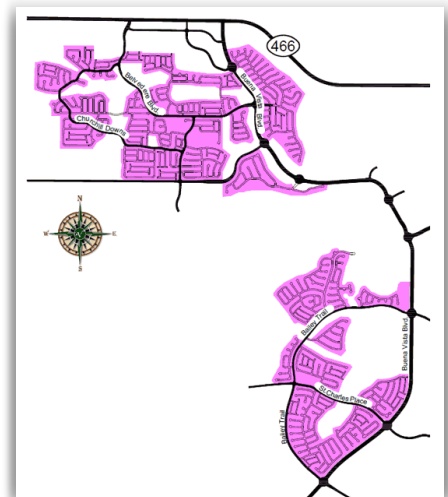 466
Buena Vista Blvd
Belvedere Blvd
Churchill Downs
N
W
E
S
Bailey Trail
Buena Vista Blvd
St Charles Place
Bailey Trail